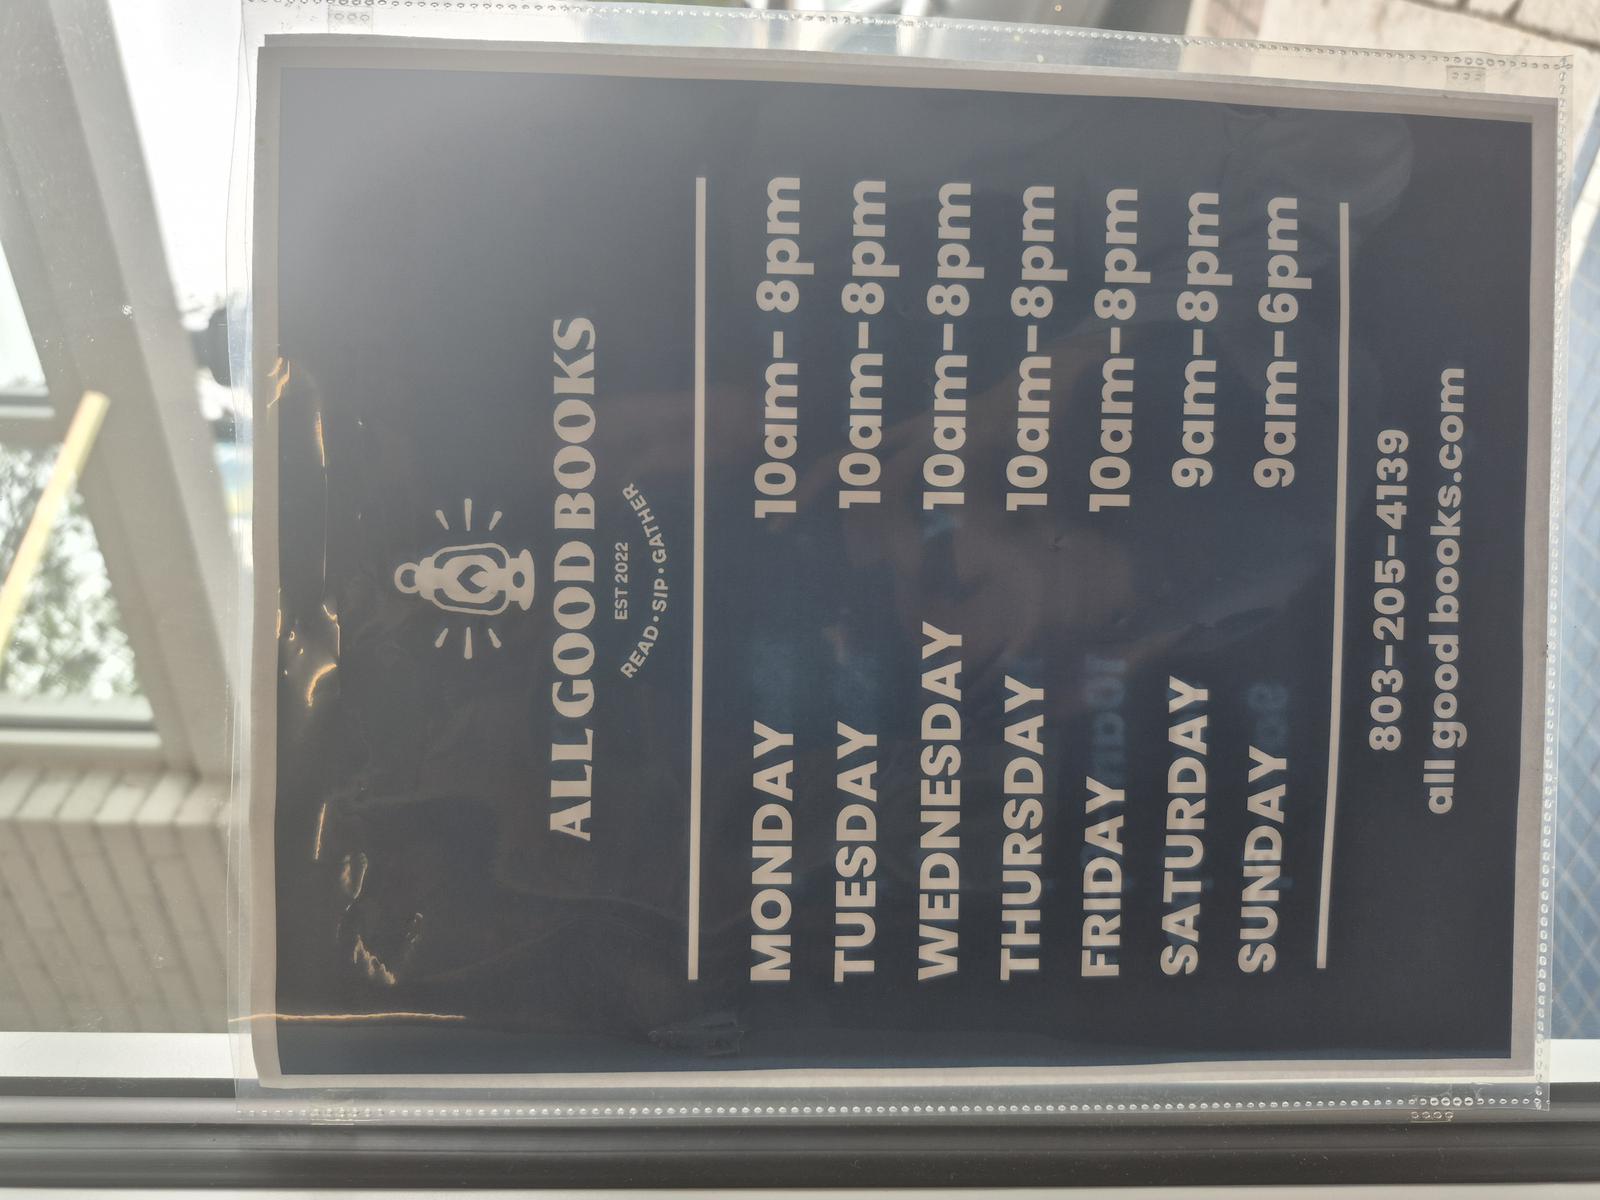 ALL GOOD BOOKS
EST 2022
READ • SIP • GATHER
MONDAY 10am- 8pm
TUESDAY 10am-8pm
WEDNESDAY 10am-8pm
THURSDAY 10am-8pm
FRIDAY 10am-8pm
SATURDAY 9am-8pm
SUNDAY 9am-6pm
803-205-4139
all good books.com